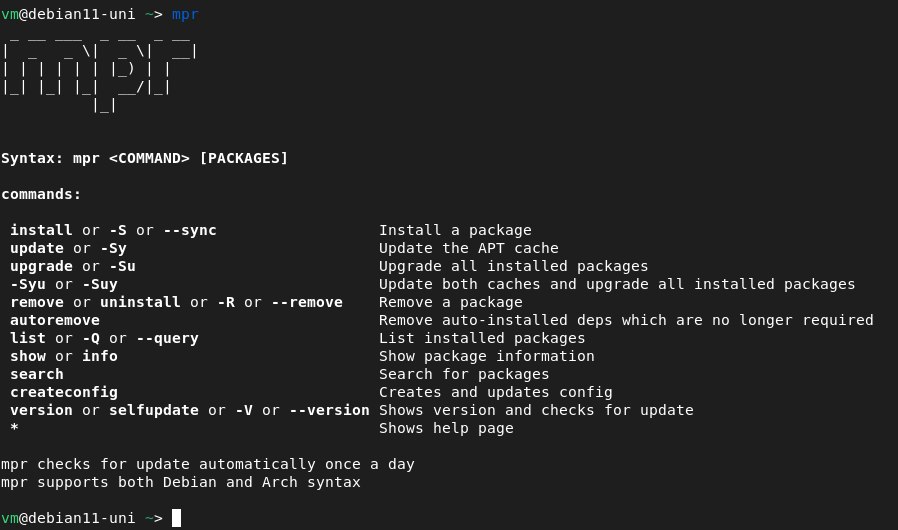 vm@debian11-uni ~> mpr
 _ __ ___  _ __  _ __
|  _   _ \|  _ \|  __|
| | | | | | |_) | |
|_| |_| |_|  __/|_|
          |_|
Syntax: mpr <COMMAND> [PACKAGES]
commands:
install or -S or --sync Install a package
update or -Sy Update the APT cache
upgrade or -Su Upgrade all installed packages
-Syu or -Suy Update both caches and upgrade all installed packages
remove or uninstall or -R or --remove Remove a package
autoremove Remove auto-installed deps which are no longer required
list or -Q or --query List installed packages
show or info Show package information
search Search for packages
createconfig Creates and updates config
version or selfupdate or -V or --version Shows version and checks for update
* Shows help page
mpr checks for update automatically once a day
mpr supports both Debian and Arch syntax
vm@debian11-uni ~>